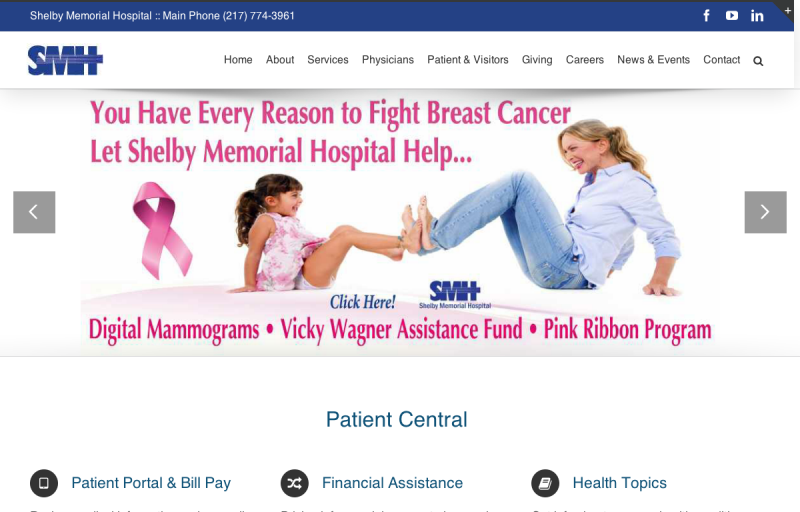 Shelby Memorial Hospital :: Main Phone (217) 774-3961
+
SMH
Home About Services Physicians Patient & Visitors Giving Careers News & Events Contact
You Have Every Reason to Fight Breast Cancer
Let Shelby Memorial Hospital Help...
Click Here!
SMH
Shelby Memorial Hospital
Digital Mammograms • Vicky Wagner Assistance Fund • Pink Ribbon Program
Patient Central
Patient Portal & Bill Pay
Financial Assistance
Health Topics